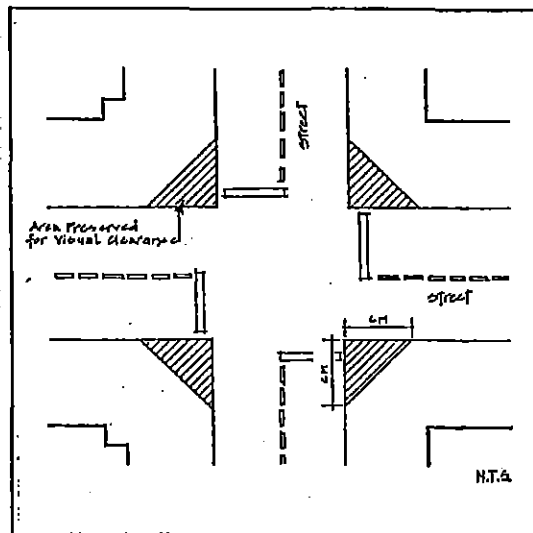 street
Area Preserved
for Visual Clearance
street
6M
6M
N.T.S.